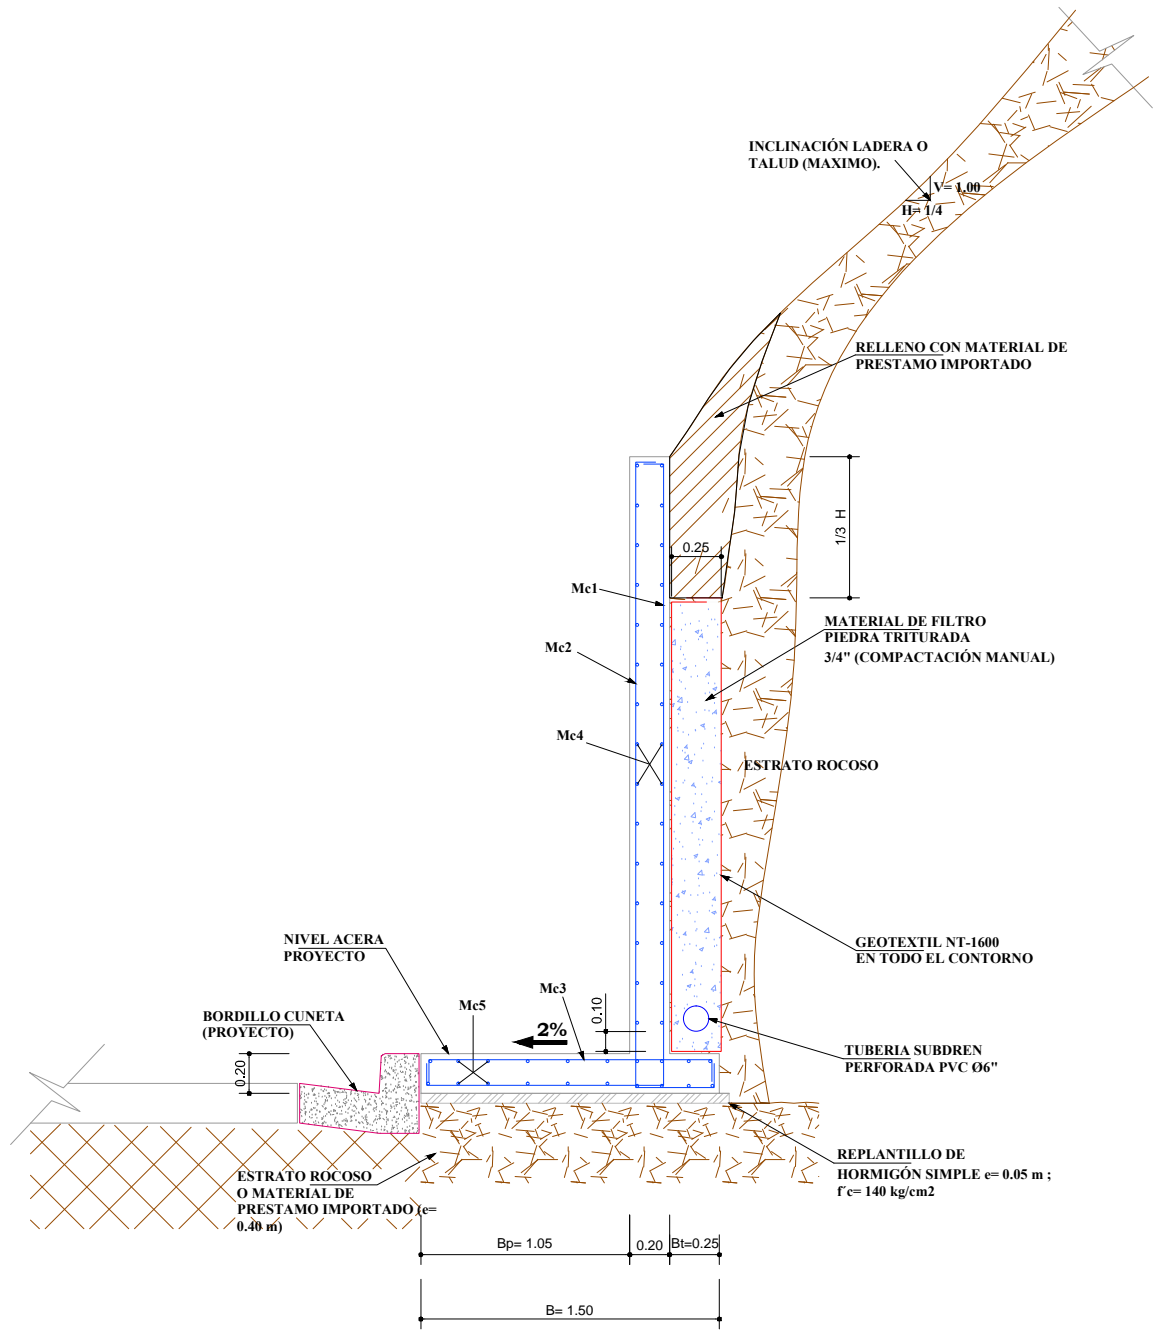 INCLINACIÓN LADERA O
TALUD (MAXIMO).
V= 1.00
H= 1/4
RELLENO CON MATERIAL DE
PRESTAMO IMPORTADO
1/3 H
0.25
Mc1
MATERIAL DE FILTRO
PIEDRA TRITURADA
3/4" (COMPACTACIÓN MANUAL)
Mc2
Mc4
ESTRATO ROCOSO
NIVEL ACERA
PROYECTO
GEOTEXTIL NT-1600
EN TODO EL CONTORNO
Mc3
Mc5
0.10
BORDILLO CUNETA
(PROYECTO)
2%
0.20
TUBERIA SUBDREN
PERFORADA PVC Ø6"
REPLANTILLO DE
HORMIGÓN SIMPLE e= 0.05 m ;
f´c= 140 kg/cm2
ESTRATO ROCOSO
O MATERIAL DE
PRESTAMO IMPORTADO (e=
0.40 m)
Bp= 1.05
0.20
Bt=0.25
B= 1.50